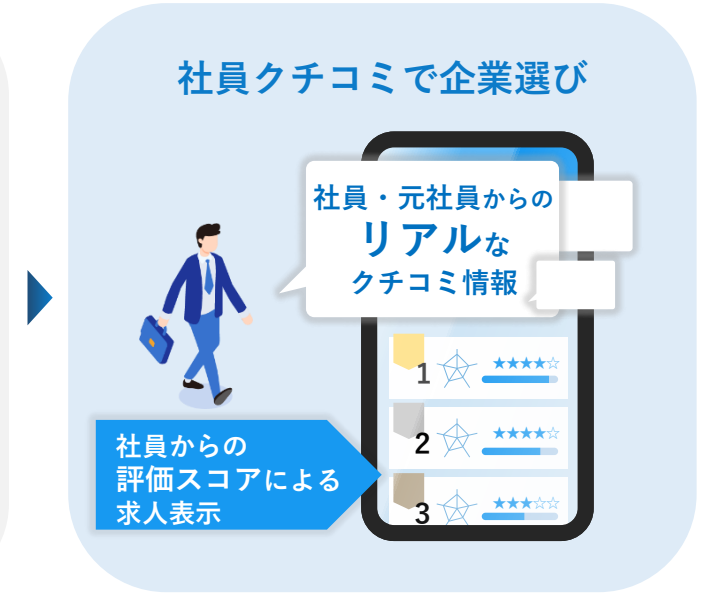 社員クチコミで企業選び
社員・元社員からの
リアルな
クチコミ情報
1 ★★★★☆
2 ★★★★☆
3 ★★★☆☆
社員からの
評価スコアによる
求人表示